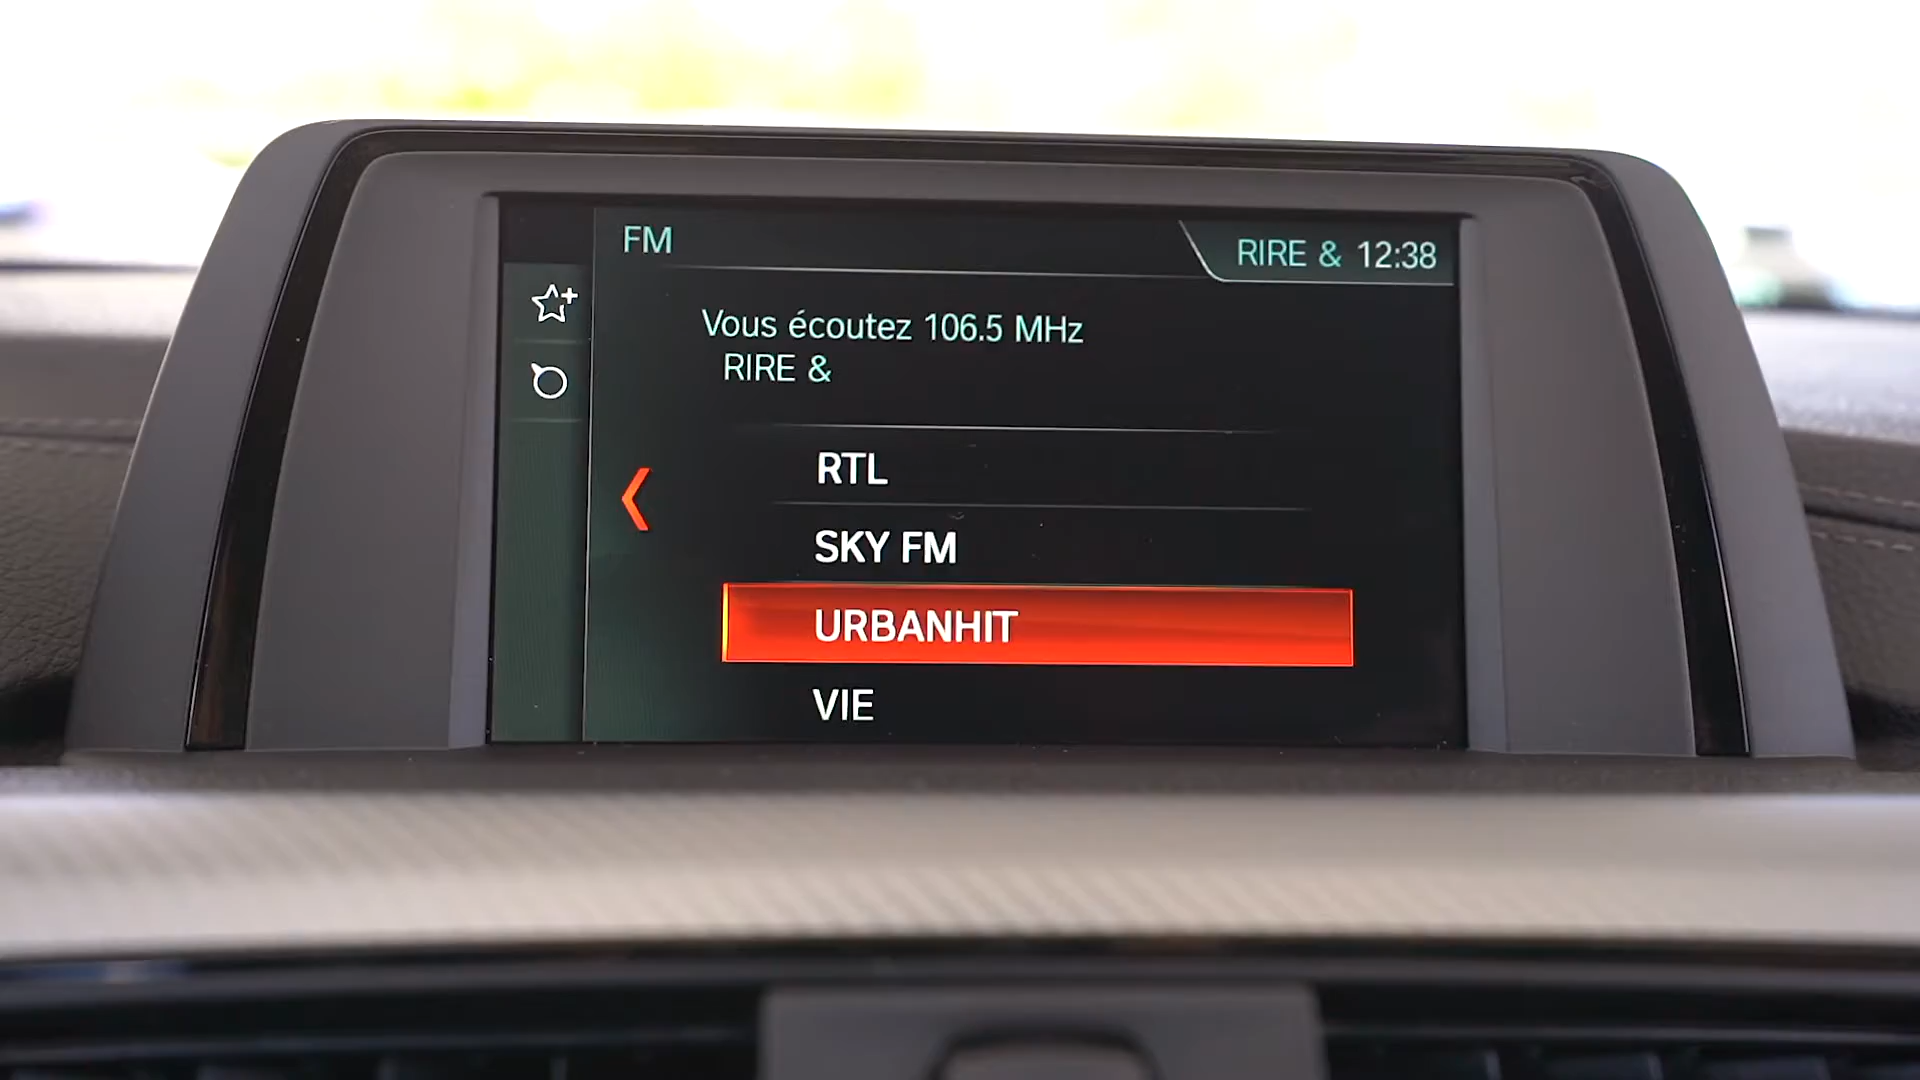 FM
RIRE & 12:38
Vous écoutez 106.5 MHz
RIRE &
RTL
SKY FM
URBANHIT
VIE